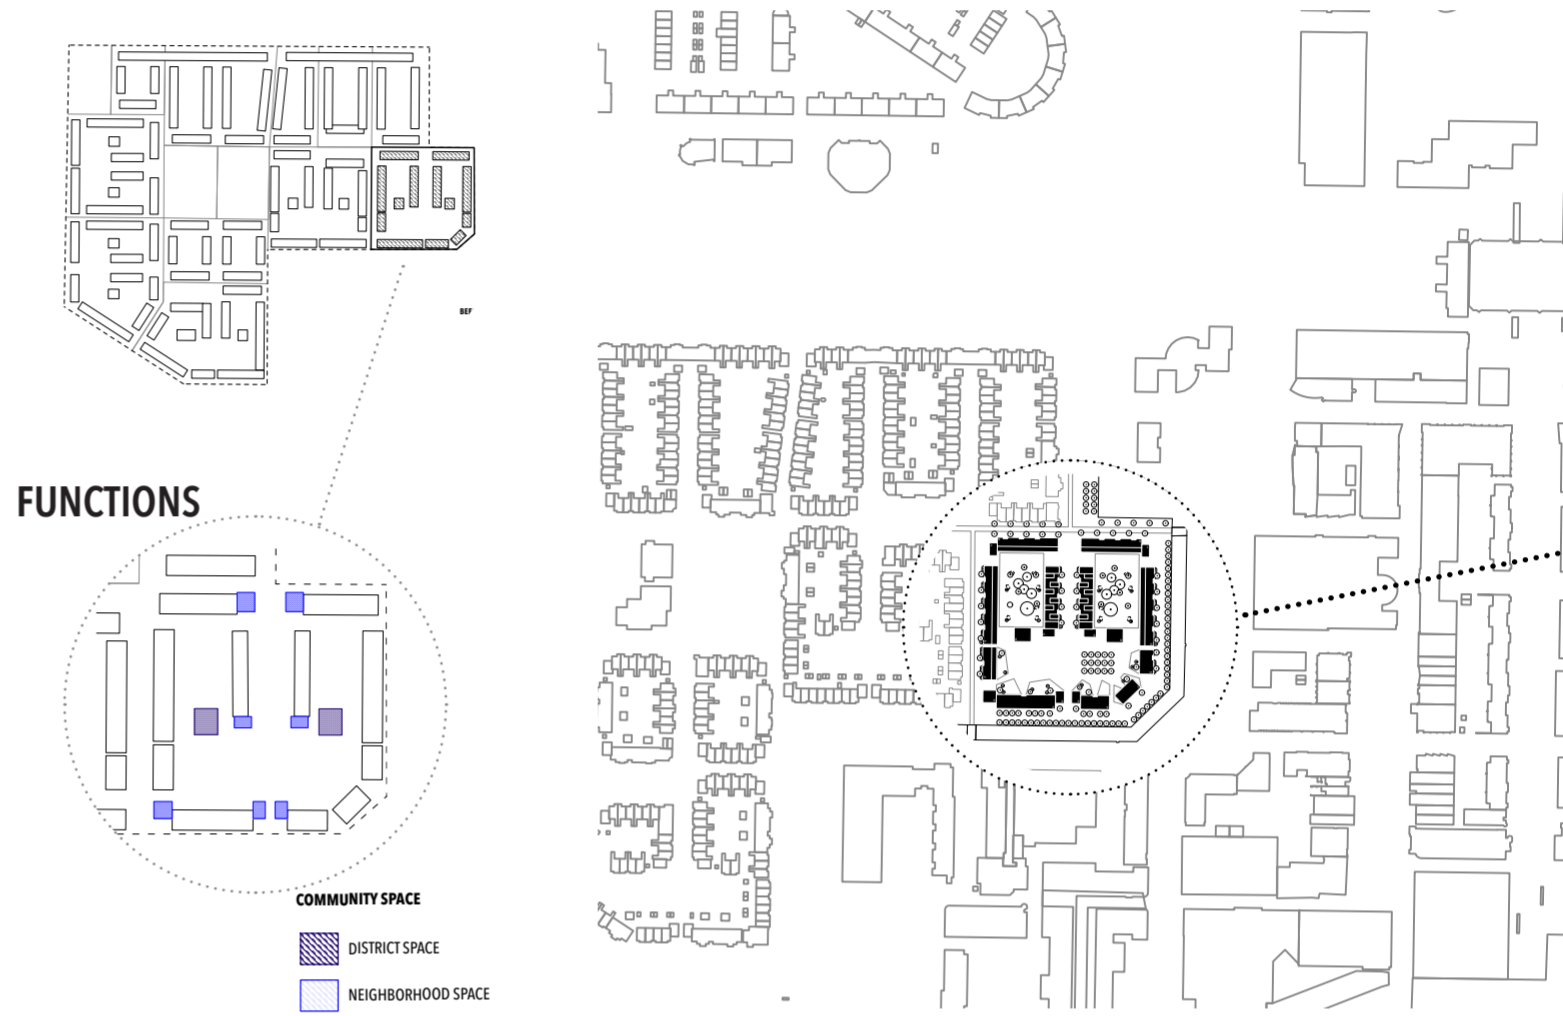 BEF
FUNCTIONS
COMMUNITY SPACE
DISTRICT SPACE
NEIGHBORHOOD SPACE